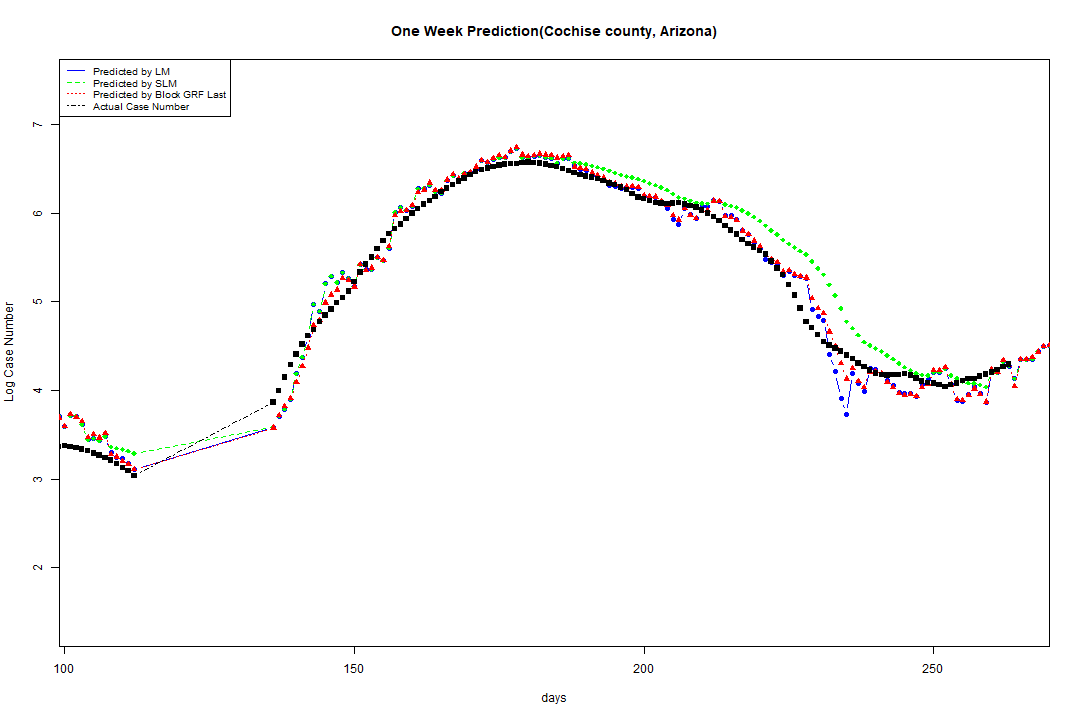 One Week Prediction(Cochise county, Arizona)
Predicted by LM
Predicted by SLM
Predicted by Block GRF Last
Actual Case Number
7
6
5
4
3
2
Log Case Number
100 150 200 250
days